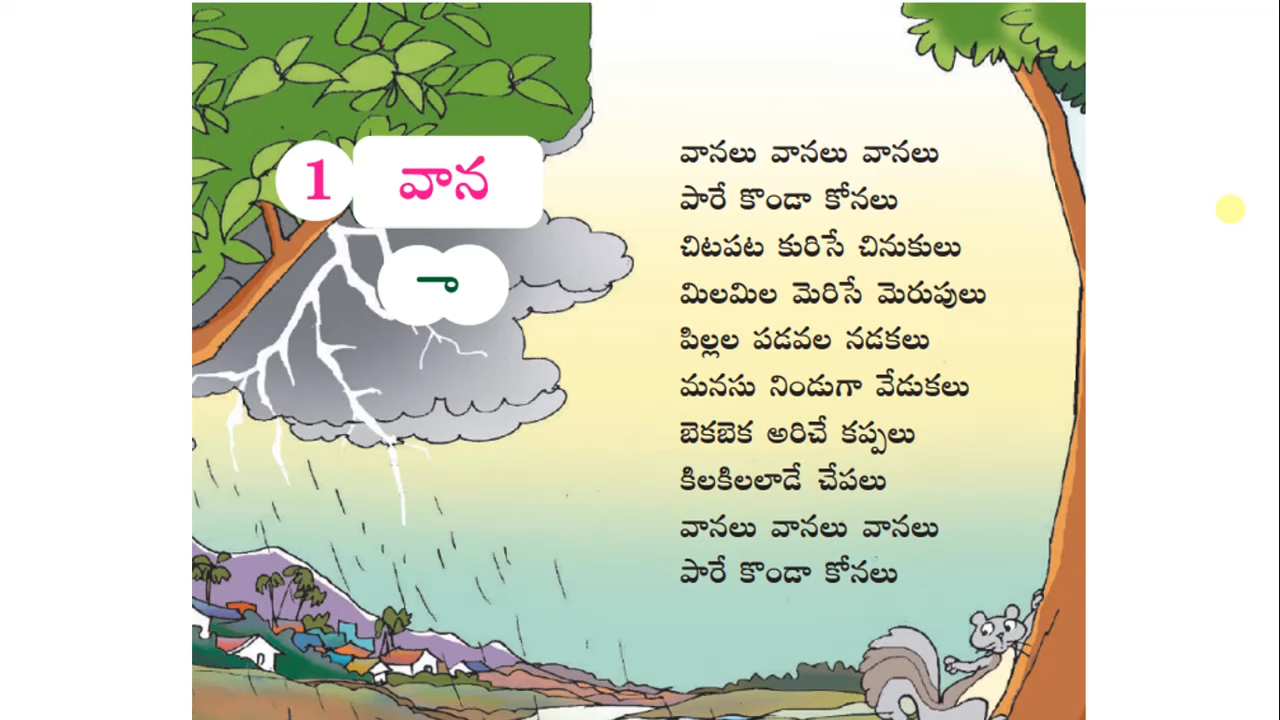 1 వాన
ా
వానలు వానలు వానలు
పారే కొండా కోనలు
చిటపట కురిసే చినుకులు
మిలమిల మెరిసే మెరుపులు
పిల్లల పడవల నడకలు
మనసు నిండుగా వేడుకలు
బెకబెక అరిచే కప్పలు
కిలకిలలాడే చేపలు
వానలు వానలు వానలు
పారే కొండా కోనలు